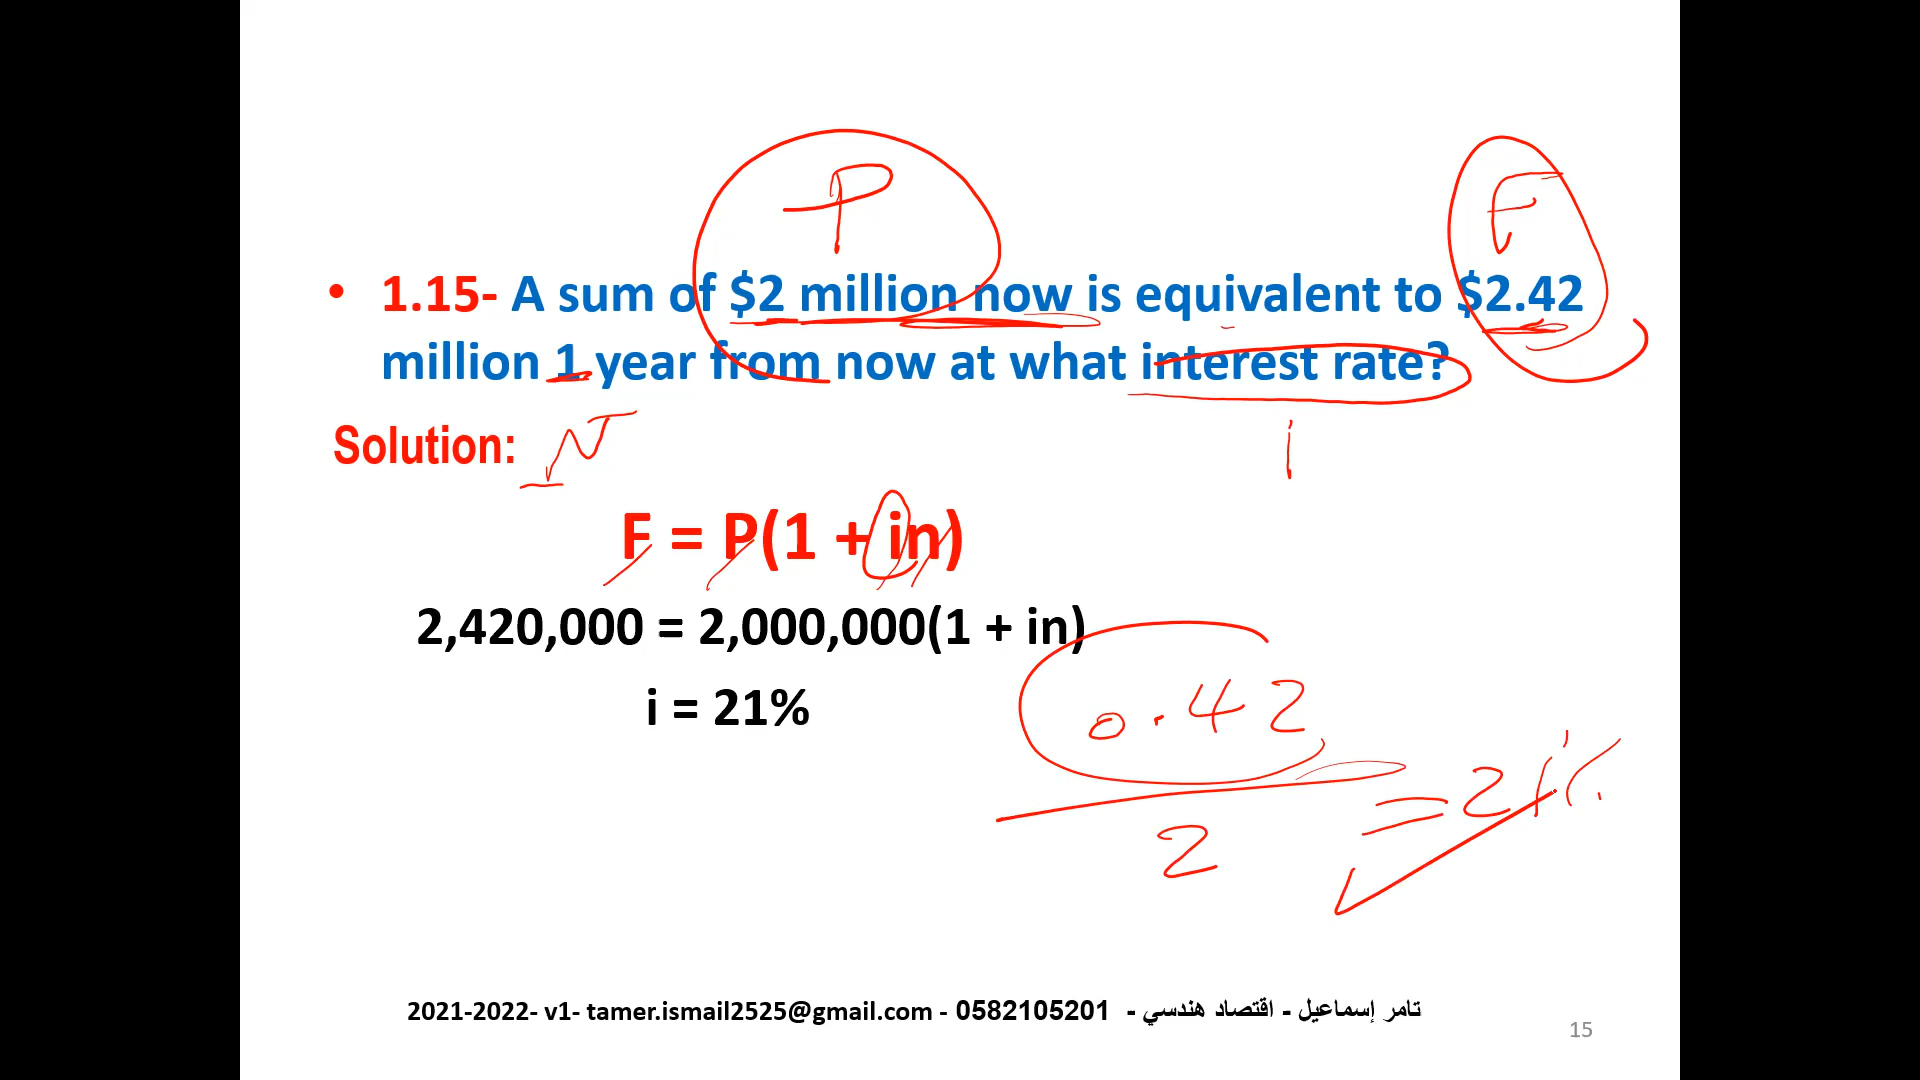 P
F
• 1.15- A sum of $2 million now is equivalent to $2.42
million 1 year from now at what interest rate?
Solution: N
i
F = P(1 + in)
2,420,000 = 2,000,000(1 + in)
i = 21%
0.42
= 21%
2
2021-2022- v1- tamer.ismail2525@gmail.com - 0582105201 - تامر إسماعيل - اقتصاد هندسي
15